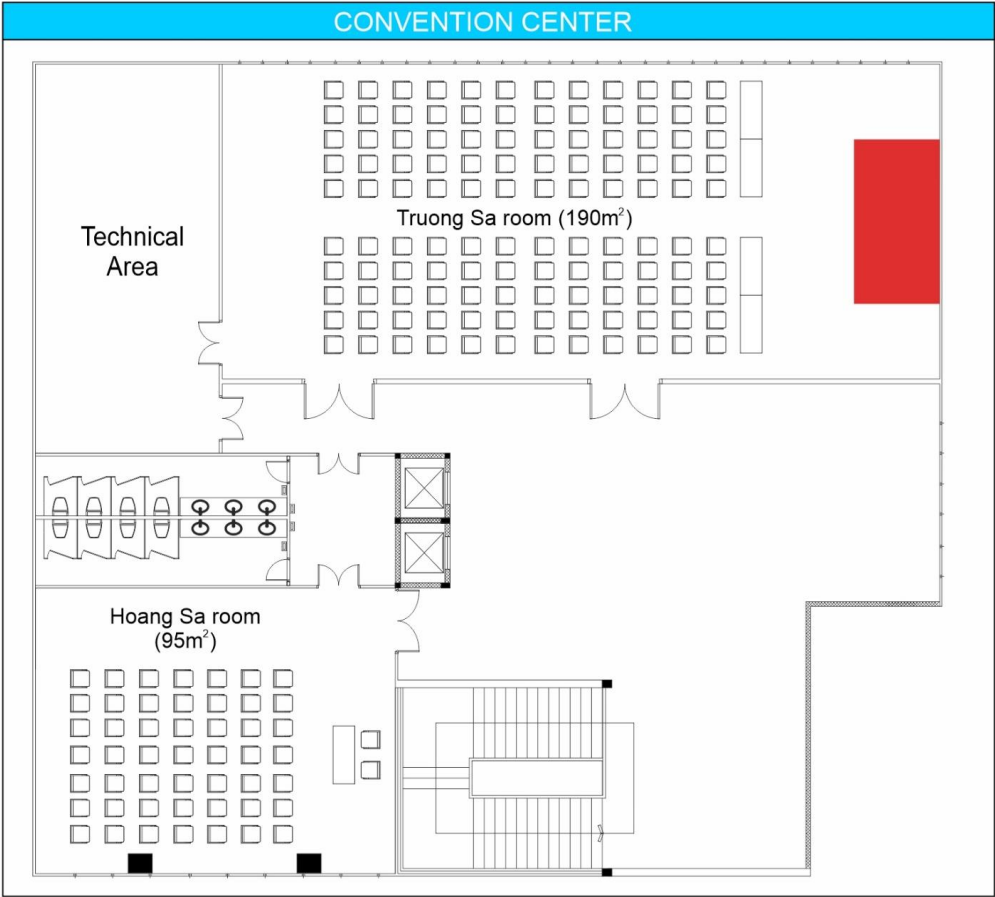 CONVENTION CENTER
Truong Sa room (190m²)
Technical
Area
Hoang Sa room
(95m²)